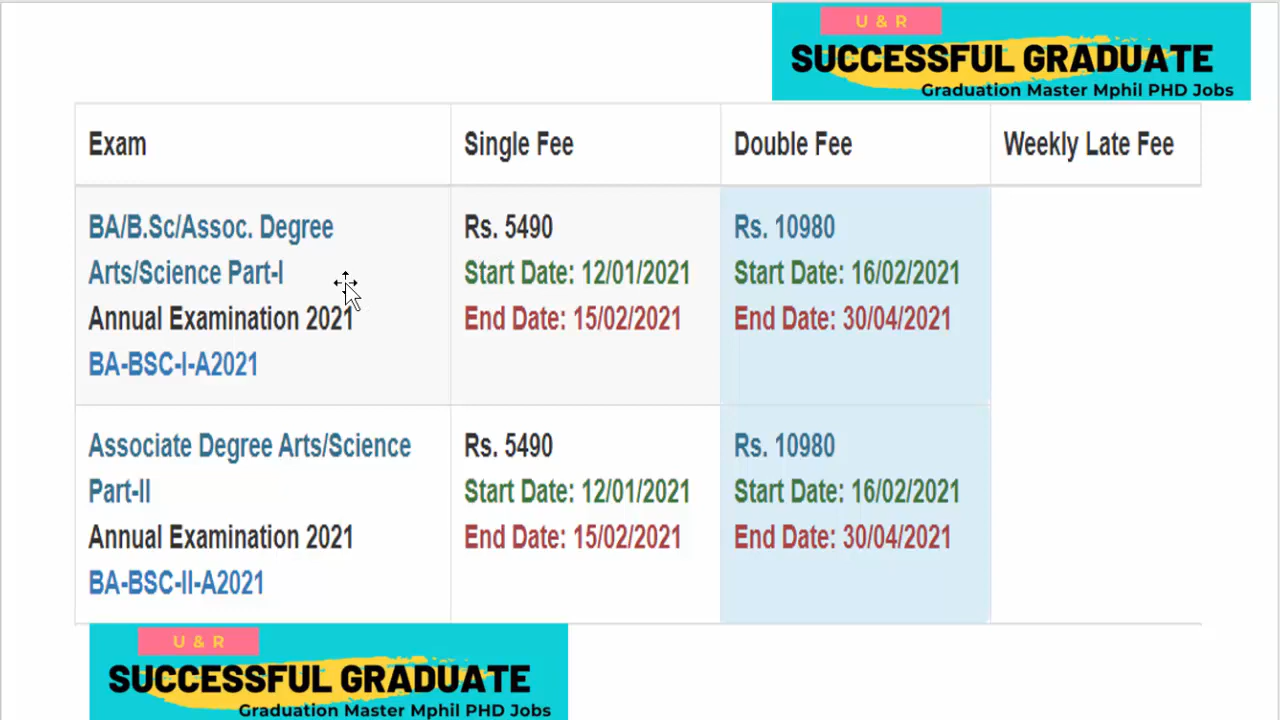 U & R
SUCCESSFUL GRADUATE
Graduation Master Mphil PHD Jobs
Exam
Single Fee
Double Fee
Weekly Late Fee
BA/B.Sc/Assoc. Degree
Arts/Science Part-I
Annual Examination 2021
BA-BSC-I-A2021
Rs. 5490
Start Date: 12/01/2021
End Date: 15/02/2021
Rs. 10980
Start Date: 16/02/2021
End Date: 30/04/2021
Associate Degree Arts/Science
Part-II
Annual Examination 2021
BA-BSC-II-A2021
Rs. 5490
Start Date: 12/01/2021
End Date: 15/02/2021
Rs. 10980
Start Date: 16/02/2021
End Date: 30/04/2021
U & R
SUCCESSFUL GRADUATE
Graduation Master Mphil PHD Jobs